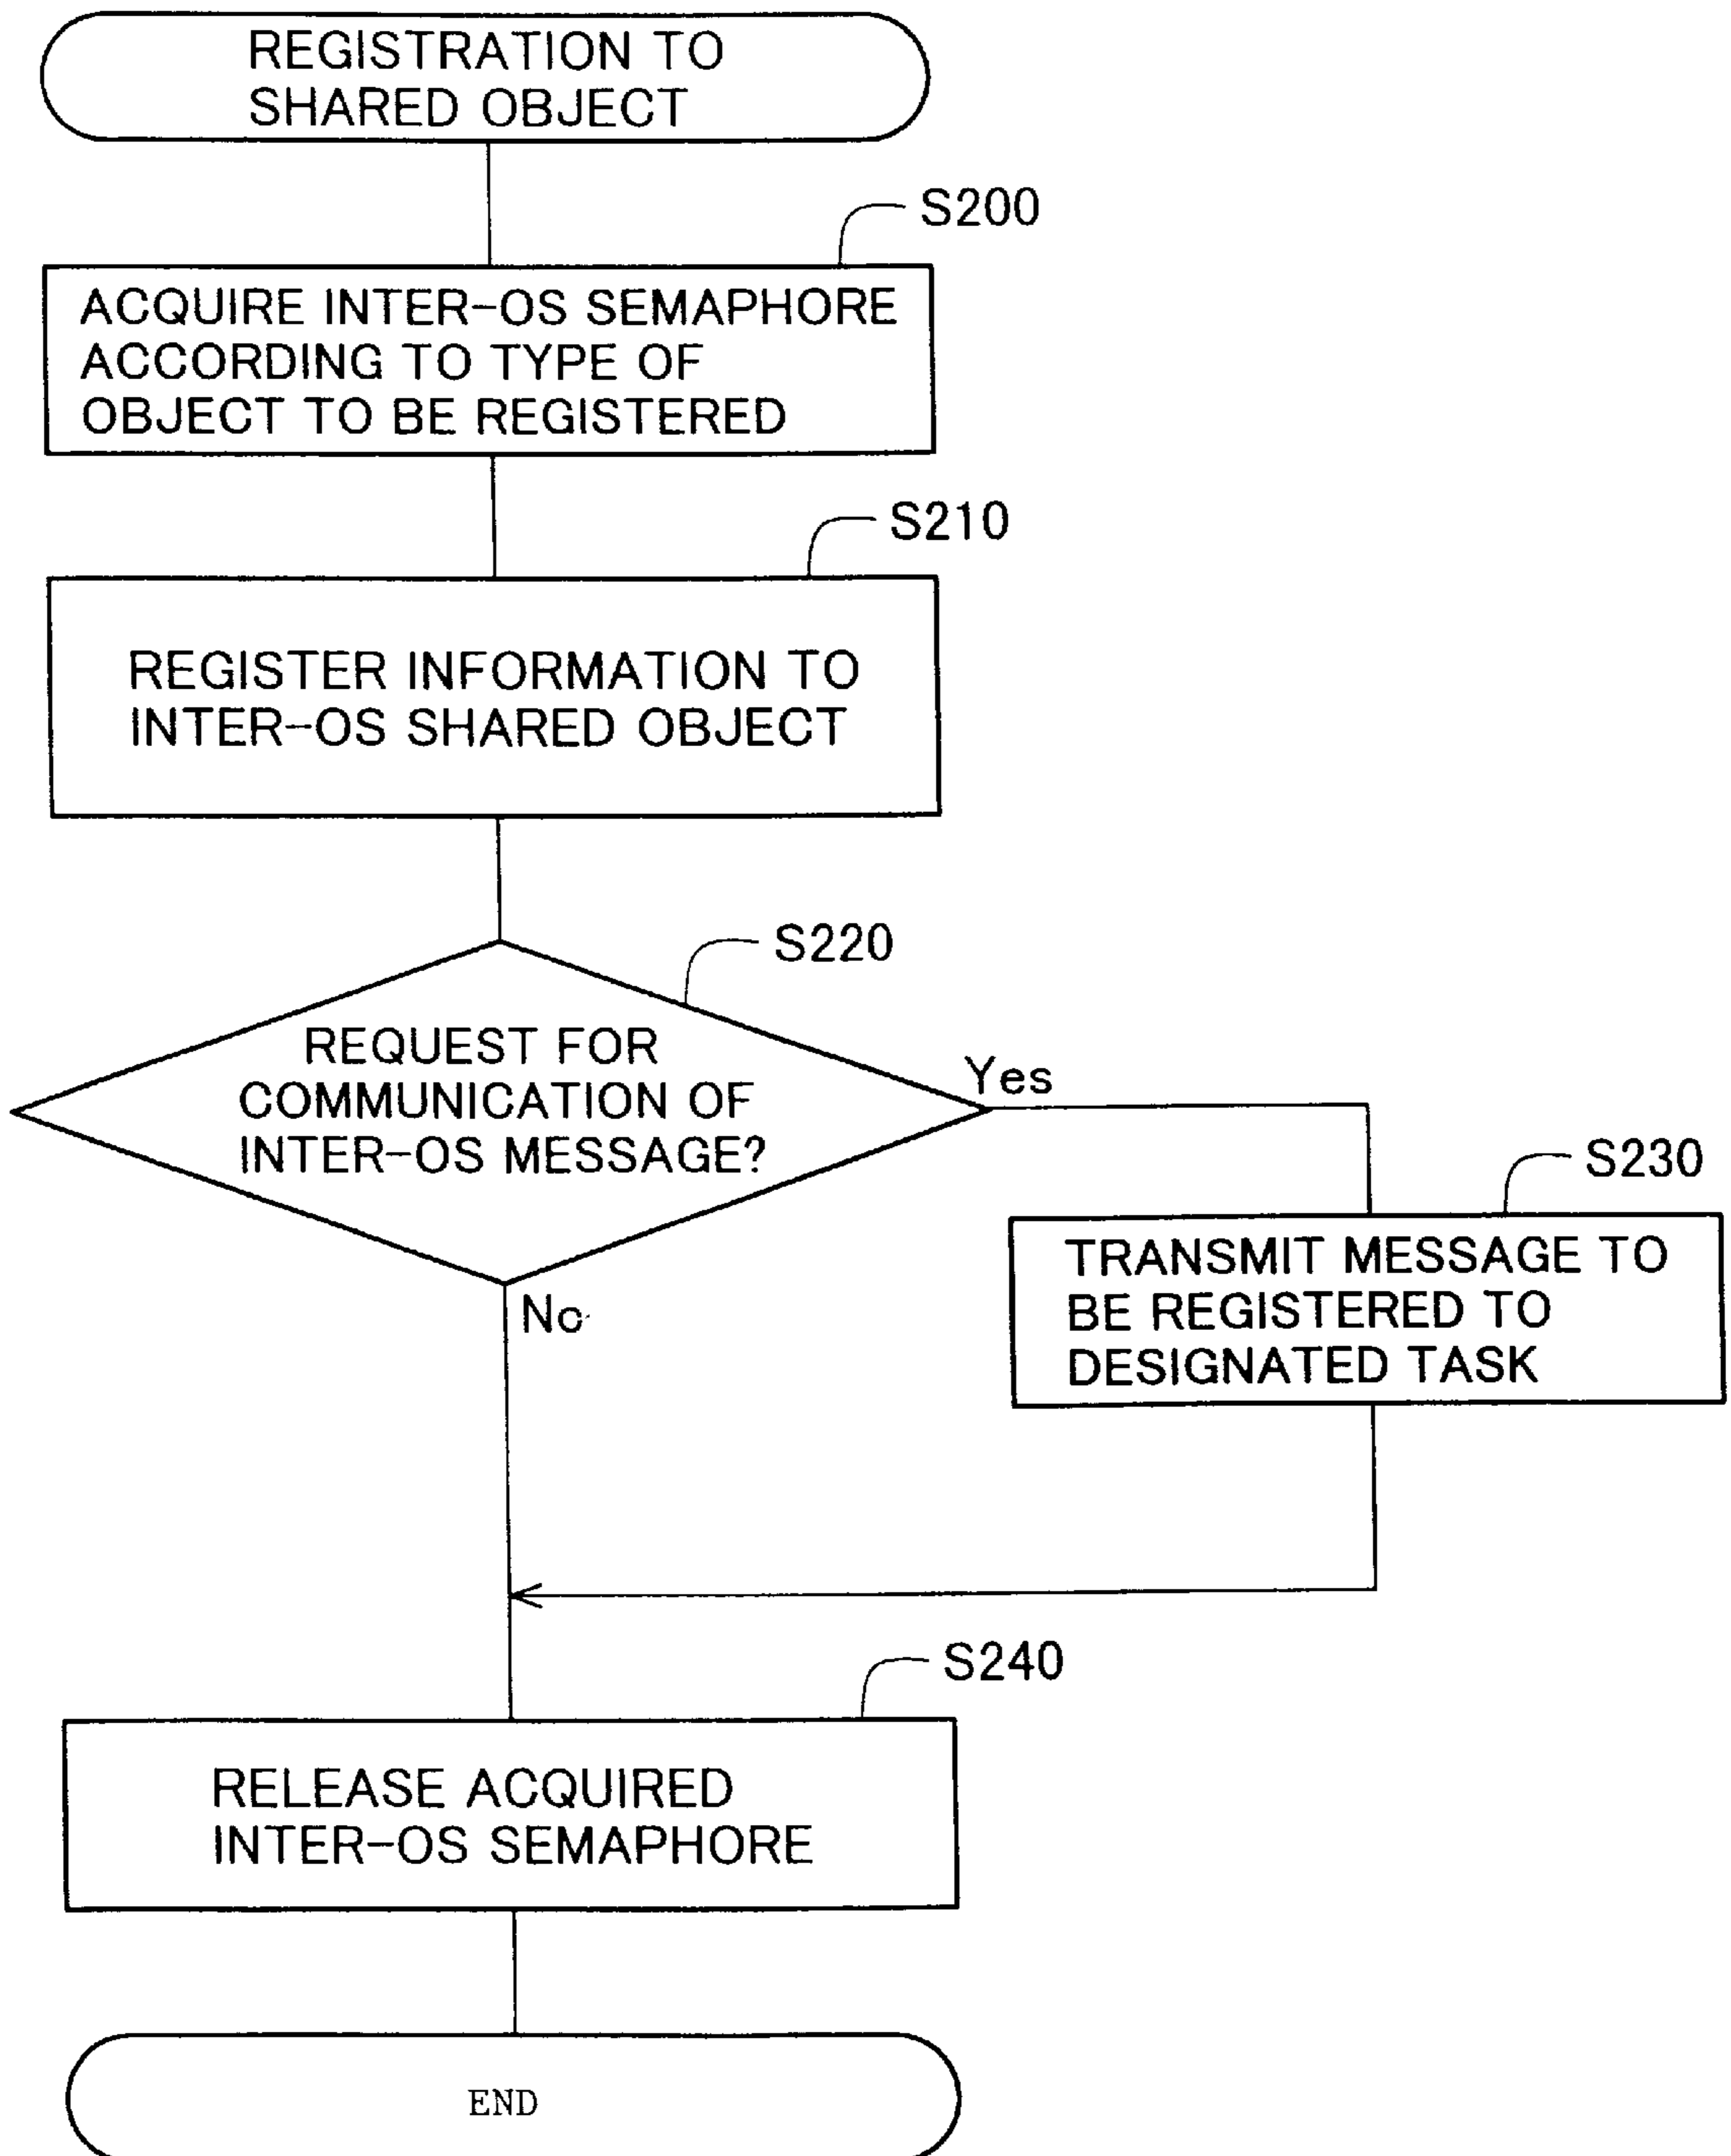 REGISTRATION TO
SHARED OBJECT
S200
ACQUIRE INTER-OS SEMAPHORE
ACCORDING TO TYPE OF
OBJECT TO BE REGISTERED
S210
REGISTER INFORMATION TO
INTER-OS SHARED OBJECT
S220
REQUEST FOR
COMMUNICATION OF
INTER-OS MESSAGE?
Yes
S230
TRANSMIT MESSAGE TO
BE REGISTERED TO
DESIGNATED TASK
No
S240
RELEASE ACQUIRED
INTER-OS SEMAPHORE
END